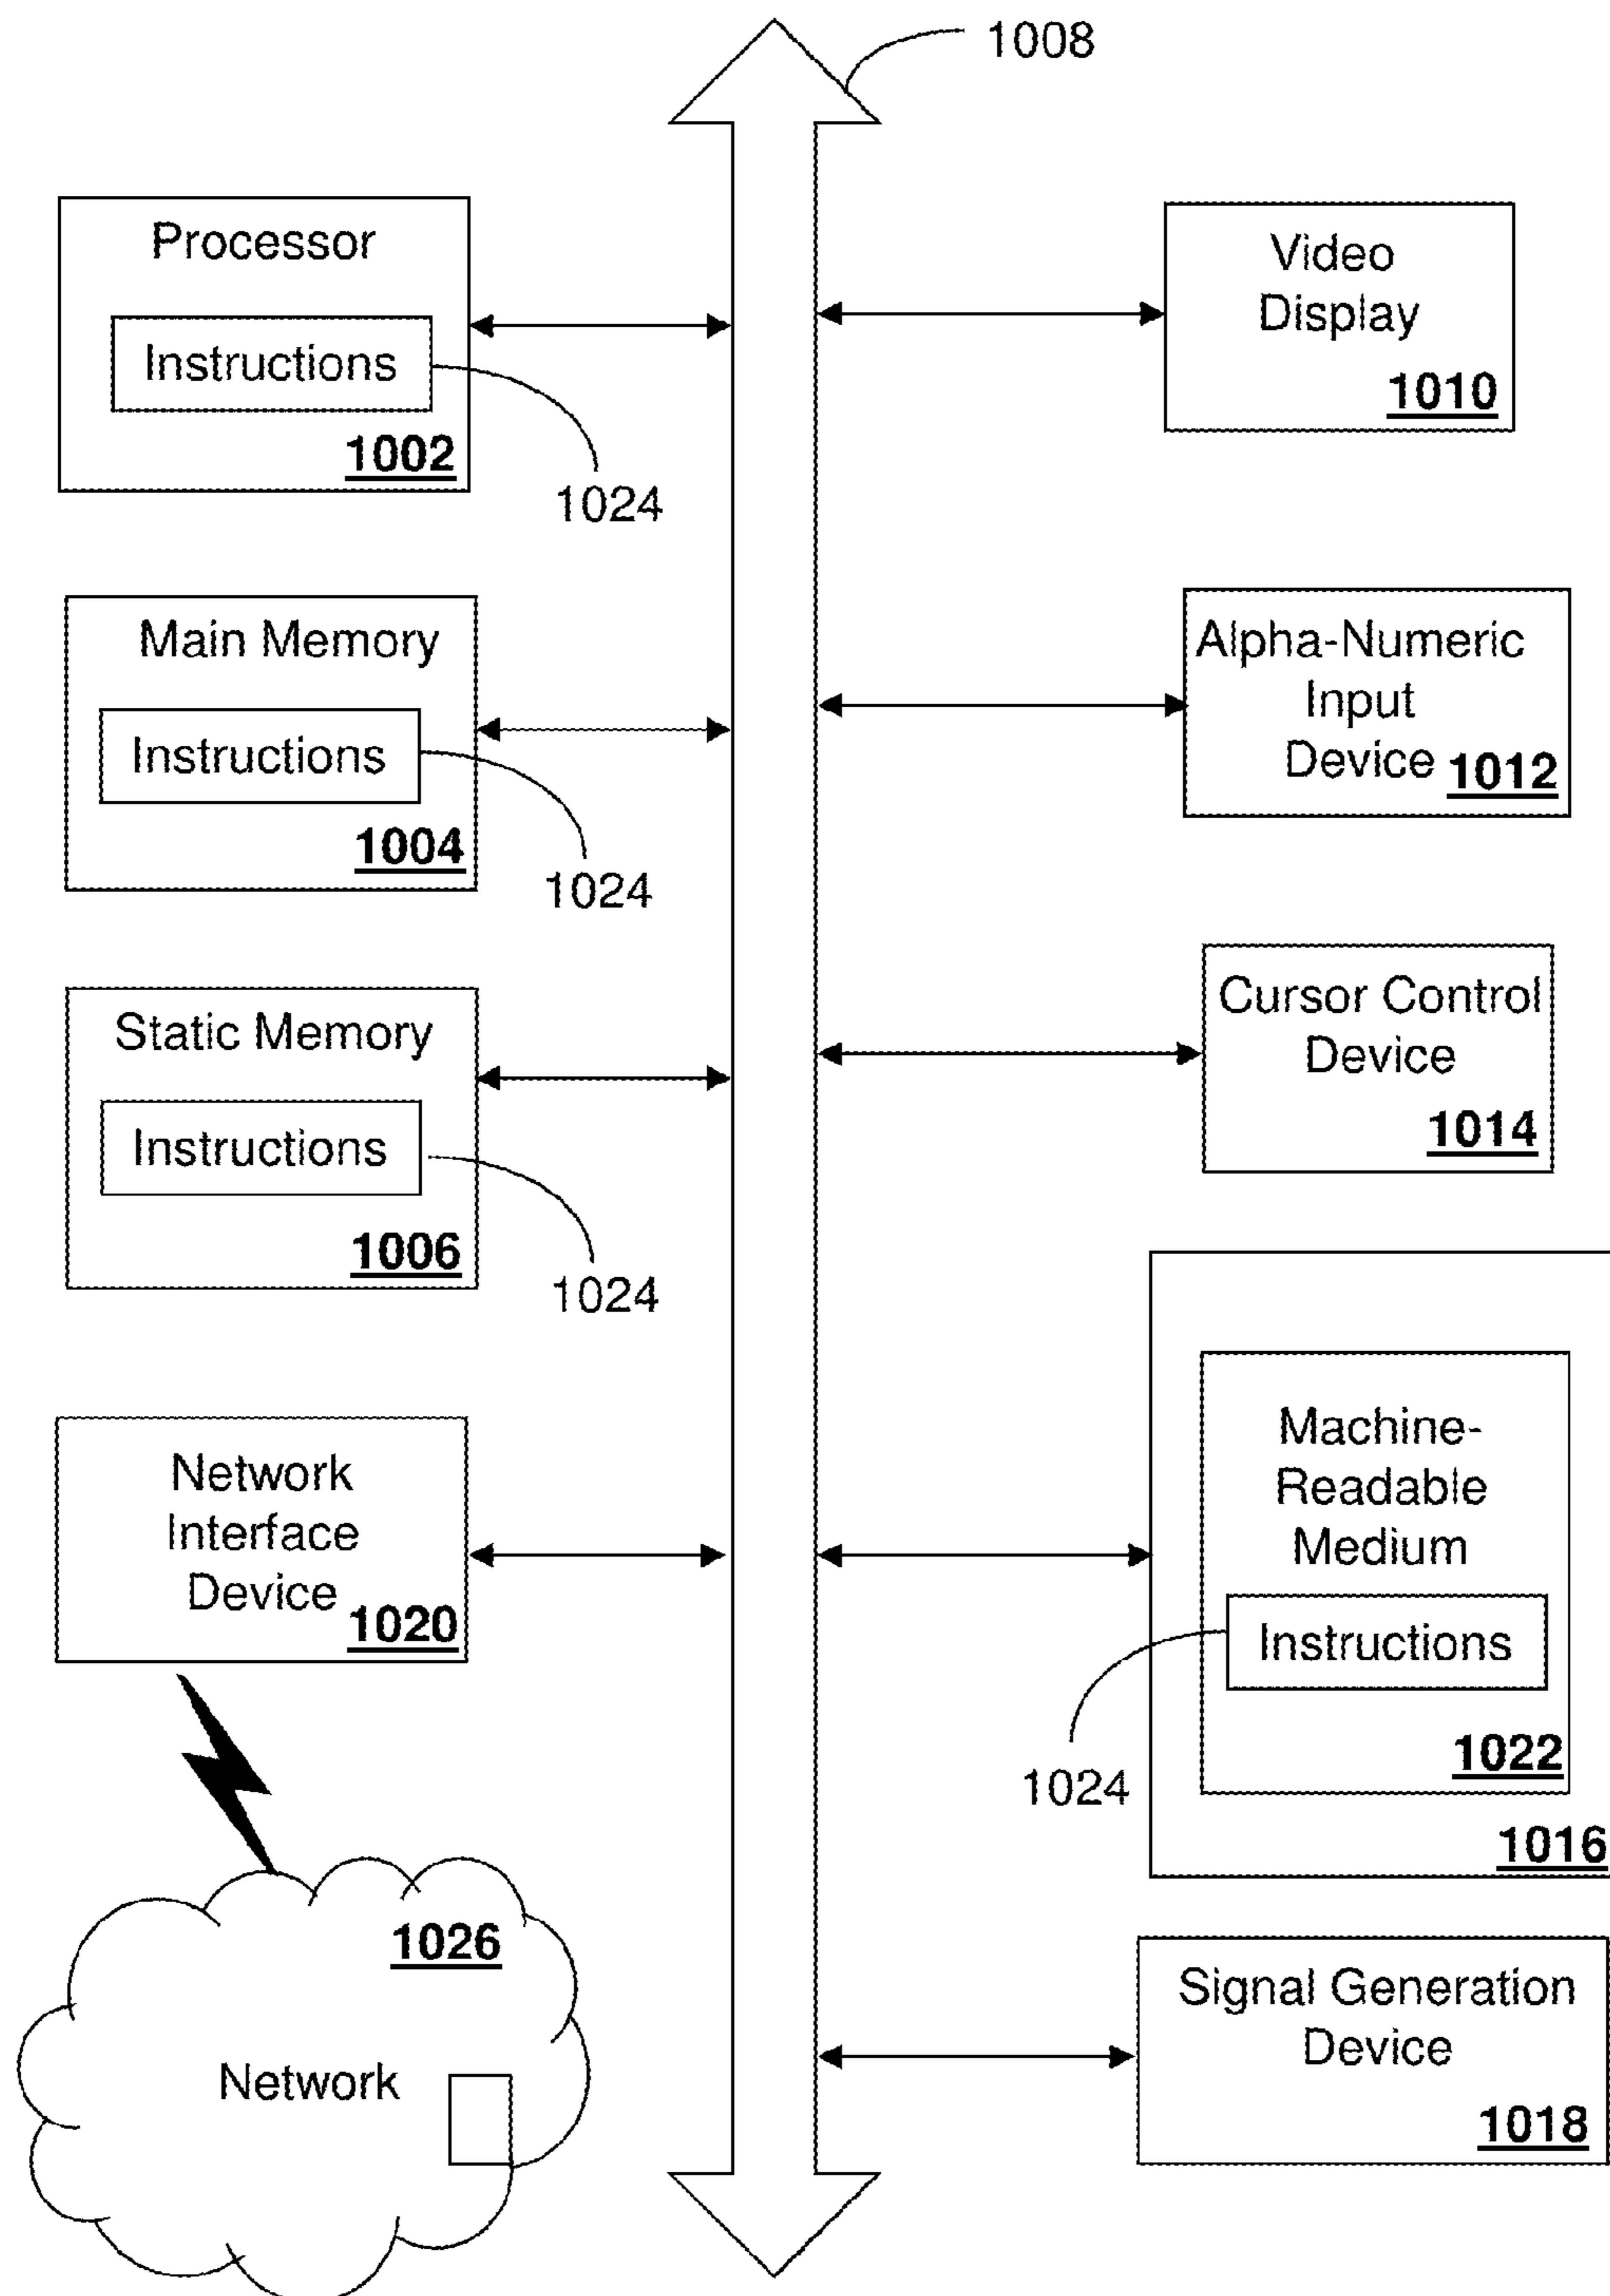 1008
Processor
Instructions
1002
1024
Main Memory
Instructions
1004
1024
Static Memory
Instructions
1006
1024
Network
Interface
Device
1020
1026
Network
Video
Display
1010
Alpha-Numeric
Input
Device 1012
Cursor Control
Device
1014
Machine-
Readable
Medium
Instructions
1022
1024
1016
Signal Generation
Device
1018